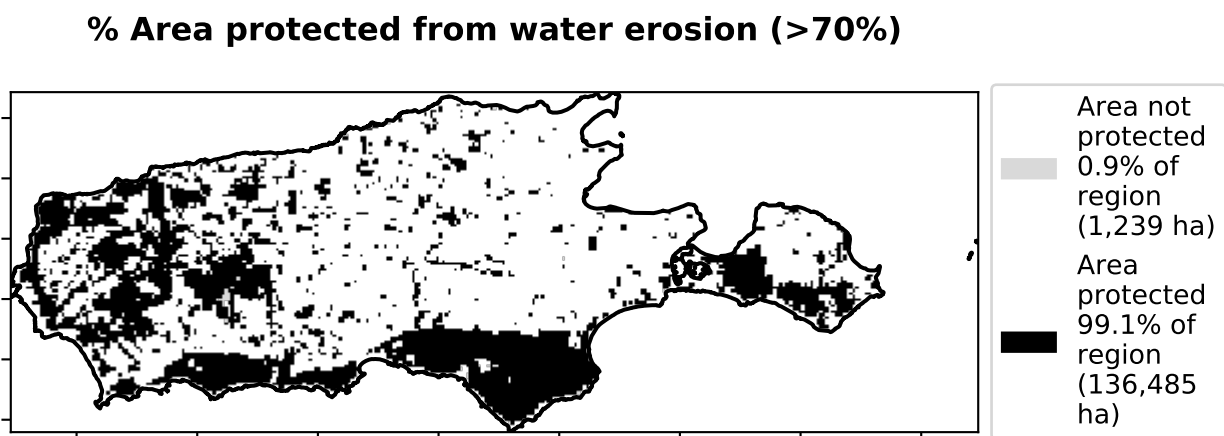 % Area protected from water erosion (>70%)
Area not
protected
0.9% of
region
(1,239 ha)
Area
protected
99.1% of
region
(136,485
ha)